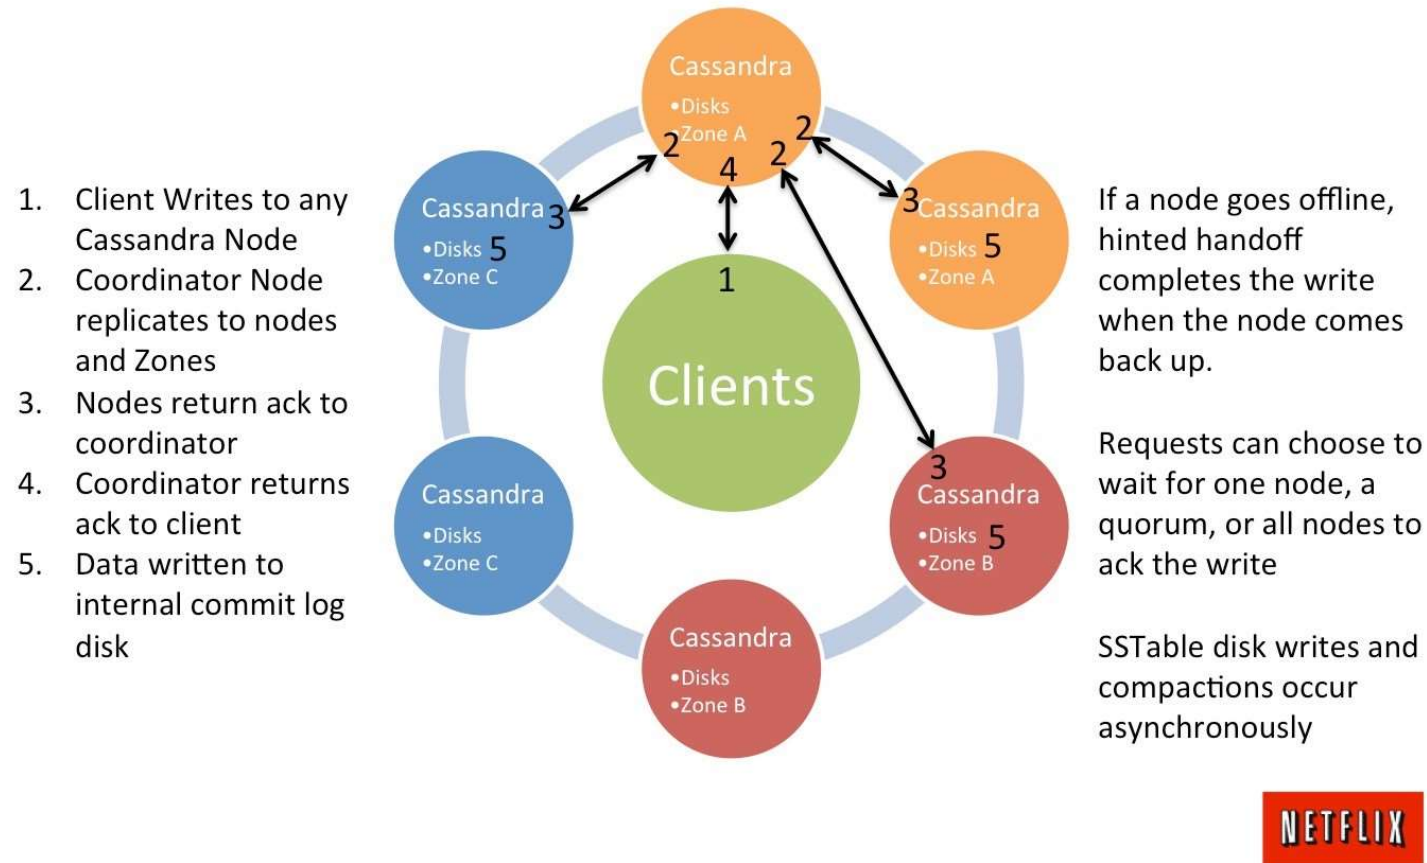 1. Client Writes to any
Cassandra Node
2. Coordinator Node
replicates to nodes
and Zones
3. Nodes return ack to
coordinator
4. Coordinator returns
ack to client
5. Data written to
internal commit log
disk
Cassandra
•Disks
•Zone A
2
2
2
4
Cassandra
3
•Disks 5
•Zone C
3
Cassandra
•Disks 5
•Zone A
1
Clients
Cassandra
•Disks
•Zone C
3
Cassandra
•Disks 5
•Zone B
Cassandra
•Disks
•Zone B
If a node goes offline,
hinted handoff
completes the write
when the node comes
back up.
Requests can choose to
wait for one node, a
quorum, or all nodes to
ack the write
SSTable disk writes and
compactions occur
asynchronously
NETFLIX